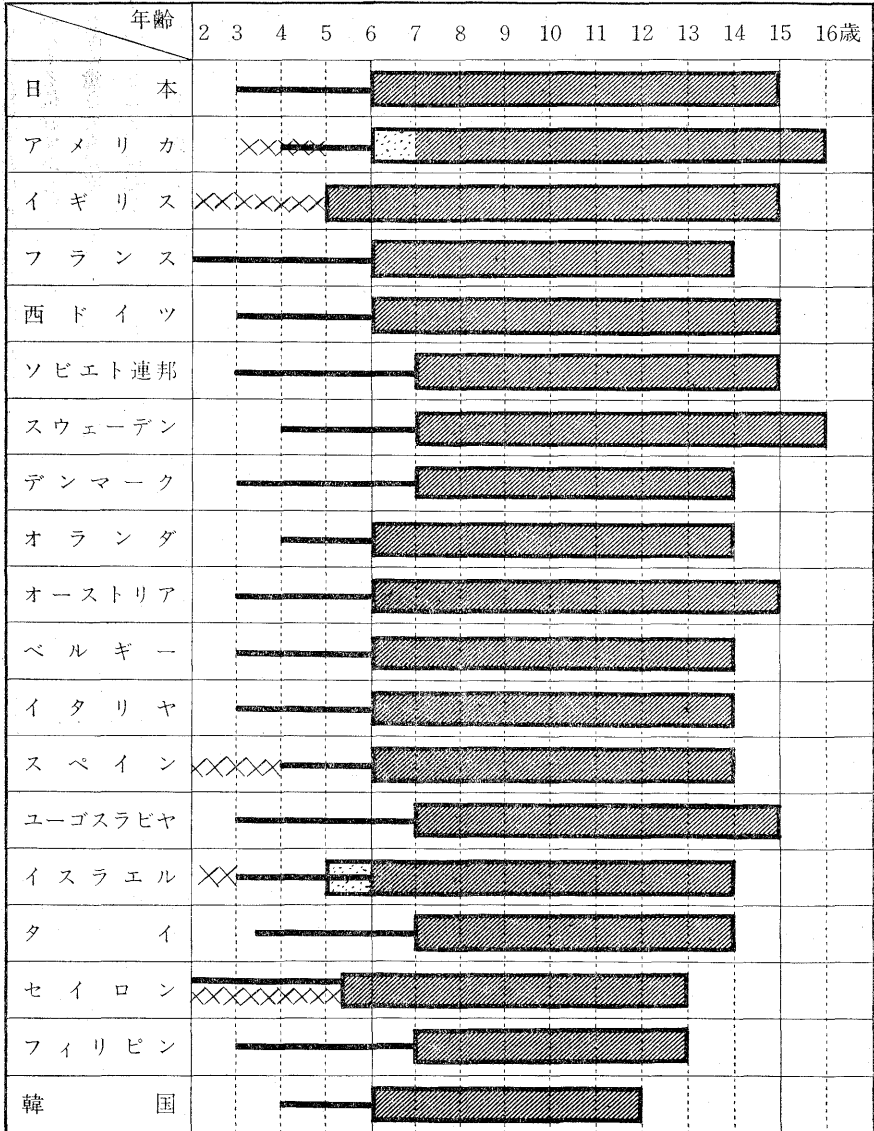 年齢
2 3 4 5 6 7 8 9 10 11 12 13 14 15 16歳
日本
アメリカ
イギリス
フランス
西ドイツ
ソビエト連邦
スウェーデン
デンマーク
オランダ
オーストリア
ベルギー
イタリヤ
スペイン
ユーゴスラビヤ
イスラエル
タイ
セイロン
フィリピン
韓国